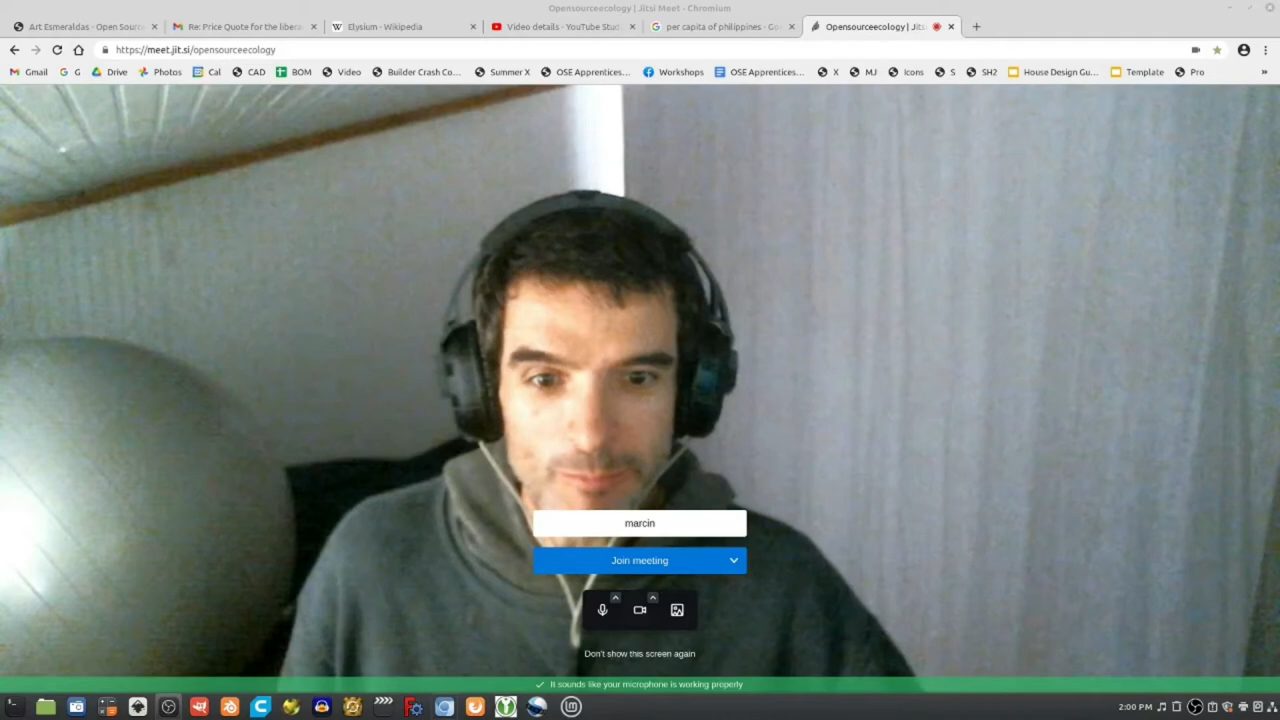 Opensourceecology | Jitsi Meet - Chromium
Art Esmeraldas - Open Sourc
Re: Price Quote for the libera
Elysium - Wikipedia
Video details - YouTube Stud
per capita of philippines - Go
Opensourceecology | Jitsi
https://meet.jit.si/opensourceecology
Gmail G Drive Photos Cal CAD BOM Video Builder Crash Co... Summer X OSE Apprentices... Workshops OSE Apprentices... X MJ Icons S SH2 House Design Gu... Template Pro
marcin
Join meeting
Don't show this screen again
It sounds like your microphone is working properly
2:00 PM